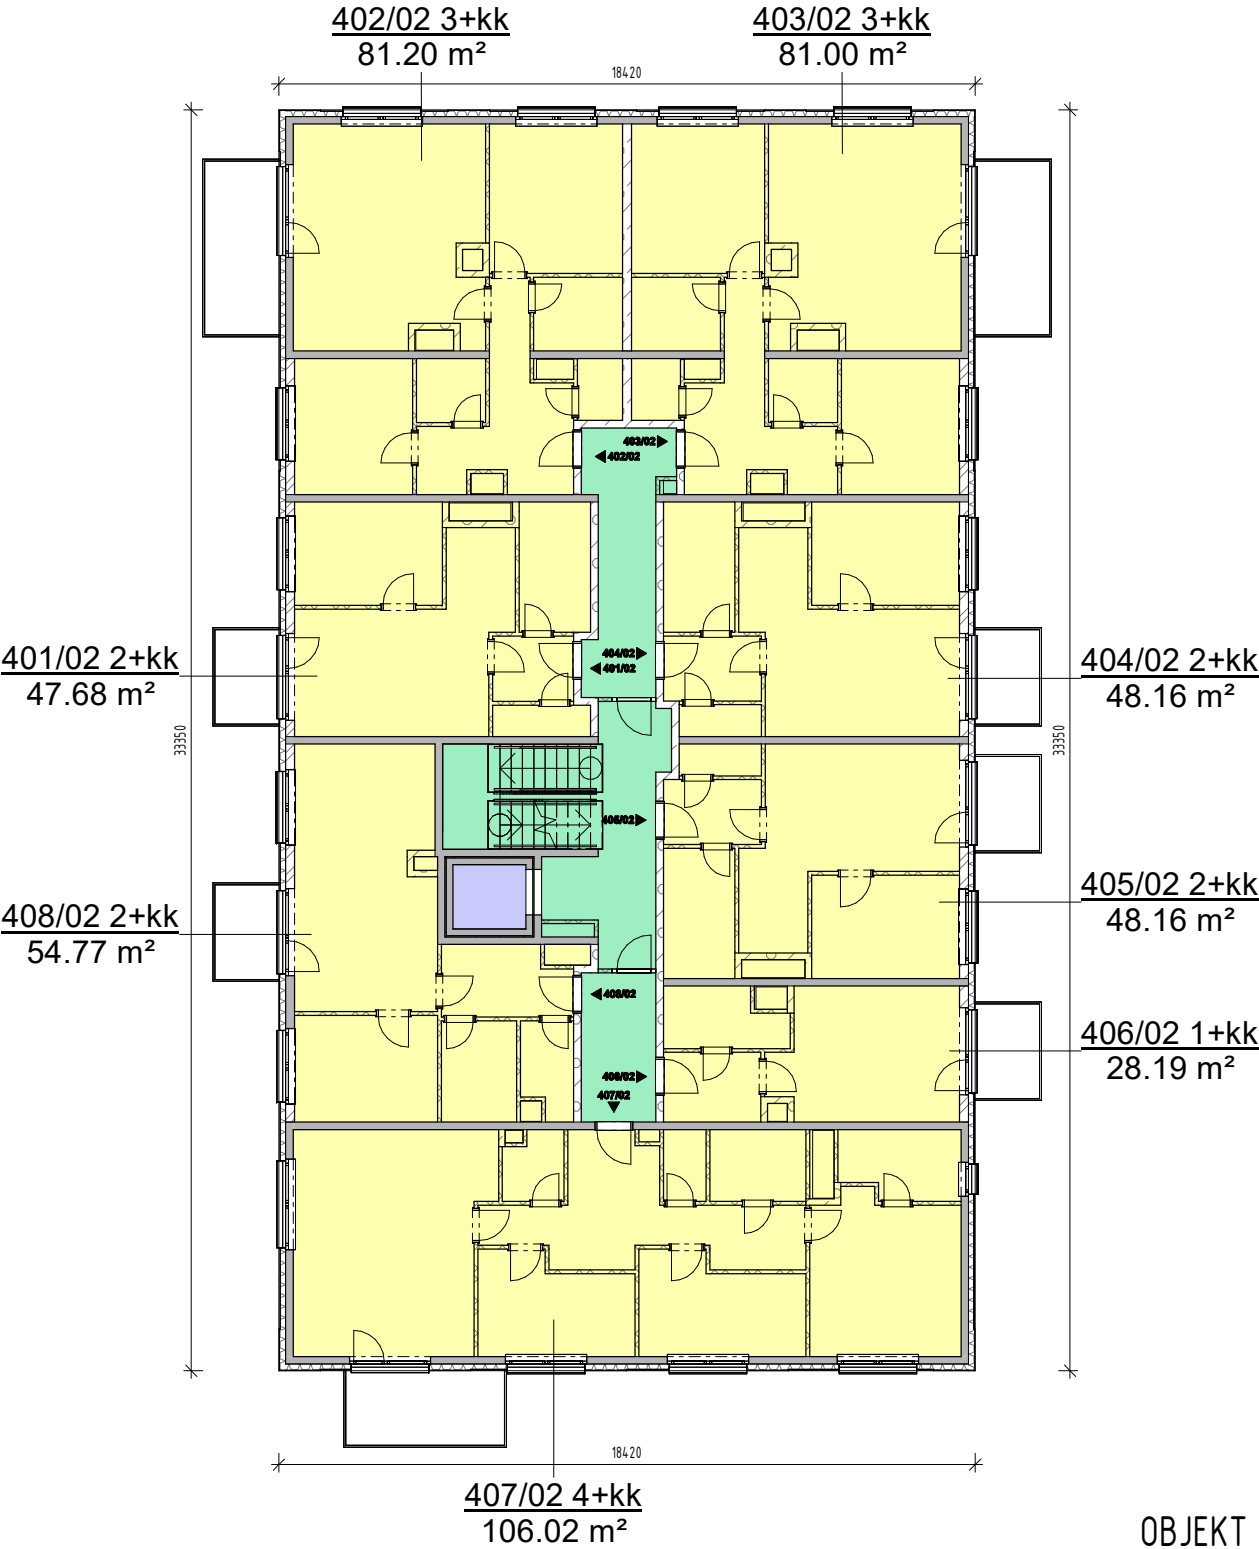 402/02 3+kk
81.20 m²
403/02 3+kk
81.00 m²
18420
403/02
402/02
401/02 2+kk
47.68 m²
404/02
401/02
404/02 2+kk
48.16 m²
33350
33350
405/02
408/02 2+kk
54.77 m²
405/02 2+kk
48.16 m²
408/02
406/02 1+kk
28.19 m²
406/02
407/02
18420
407/02 4+kk
106.02 m²
OBJEKT